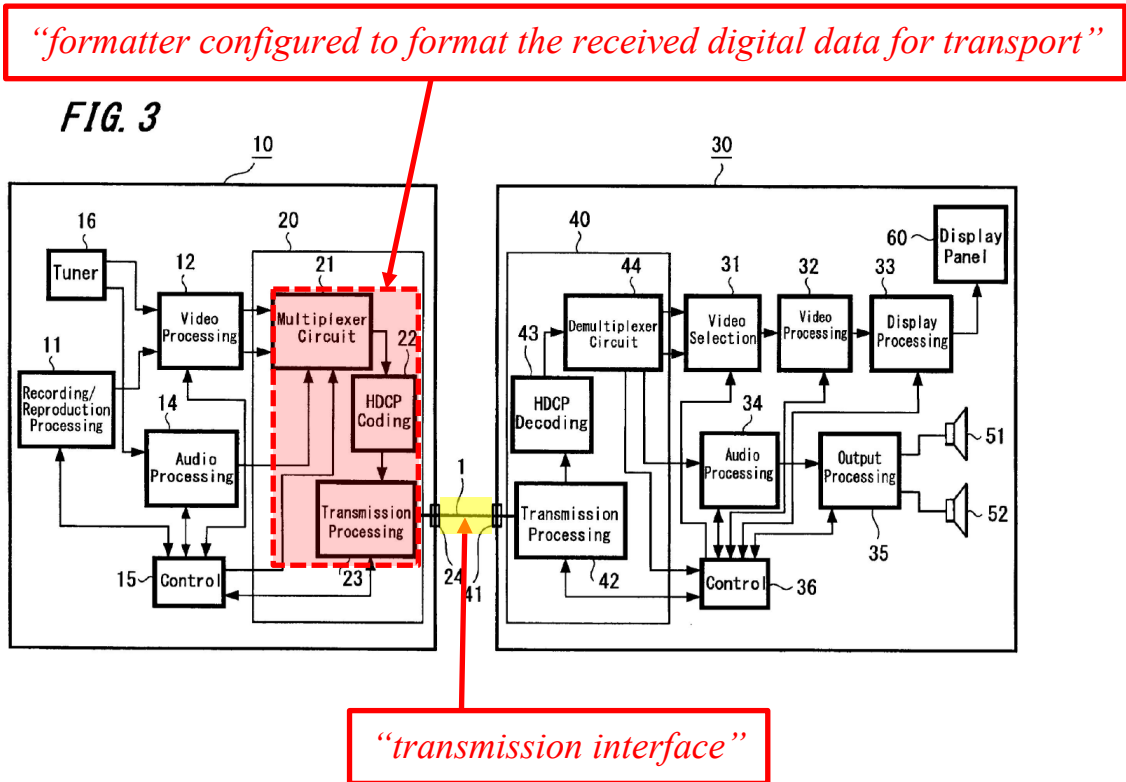 “formatter configured to format the received digital data for transport”
FIG. 3
10
30
16
Tuner
12
Video
Processing
20
21
Multiplexer
Circuit
22
HDCP
Coding
11
Recording/
Reproduction
Processing
14
Audio
Processing
Transmission
Processing
23
15
Control
1
24
41
40
44
Demultiplexer
Circuit
43
HDCP
Decoding
Transmission
Processing
42
31
Video
Selection
32
Video
Processing
33
Display
Processing
60
Display
Panel
34
Audio
Processing
Output
Processing
35
51
52
Control
36
“transmission interface”